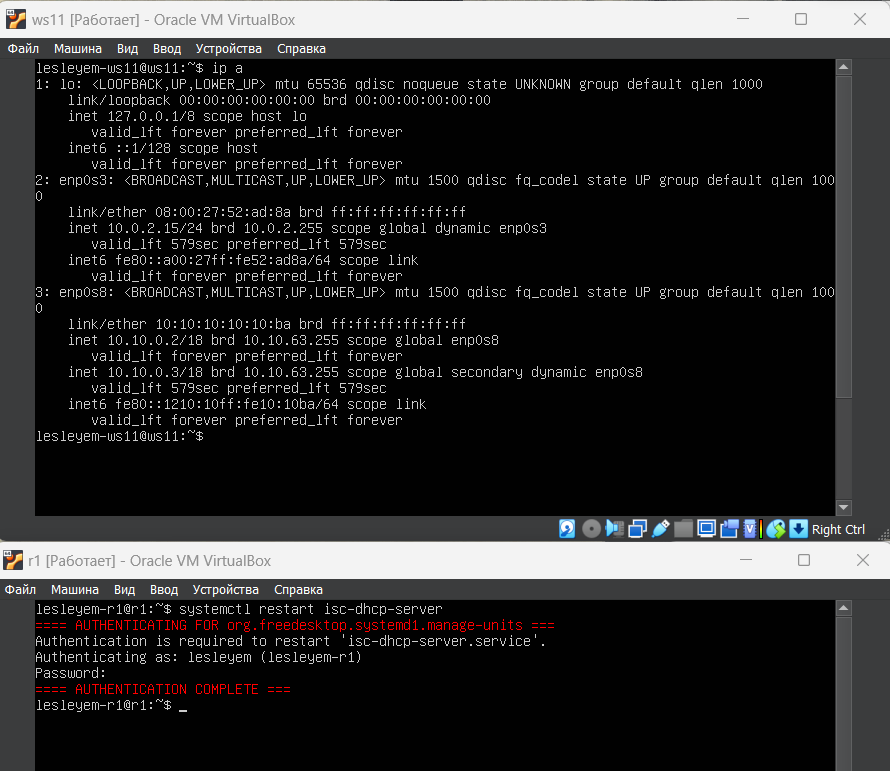 ws11 [Работает] - Oracle VM VirtualBox
Файл Машина Вид Ввод Устройства Справка
lesleyem-ws11@ws11:~$ ip a
1: lo: <LOOPBACK,UP,LOWER_UP> mtu 65536 qdisc noqueue state UNKNOWN group default qlen 1000
    link/loopback 00:00:00:00:00:00 brd 00:00:00:00:00:00
    inet 127.0.0.1/8 scope host lo
       valid_lft forever preferred_lft forever
    inet6 ::1/128 scope host
       valid_lft forever preferred_lft forever
2: enp0s3: <BROADCAST,MULTICAST,UP,LOWER_UP> mtu 1500 qdisc fq_codel state UP group default qlen 100
0
    link/ether 08:00:27:52:ad:8a brd ff:ff:ff:ff:ff:ff
    inet 10.0.2.15/24 brd 10.0.2.255 scope global dynamic enp0s3
       valid_lft 579sec preferred_lft 579sec
    inet6 fe80::a00:27ff:fe52:ad8a/64 scope link
       valid_lft forever preferred_lft forever
3: enp0s8: <BROADCAST,MULTICAST,UP,LOWER_UP> mtu 1500 qdisc fq_codel state UP group default qlen 100
0
    link/ether 10:10:10:10:10:ba brd ff:ff:ff:ff:ff:ff
    inet 10.10.0.2/18 brd 10.10.63.255 scope global enp0s8
       valid_lft forever preferred_lft forever
    inet 10.10.0.3/18 brd 10.10.63.255 scope global secondary dynamic enp0s8
       valid_lft 579sec preferred_lft 579sec
    inet6 fe80::1210:10ff:fe10:10ba/64 scope link
       valid_lft forever preferred_lft forever
lesleyem-ws11@ws11:~$
Right Ctrl
r1 [Работает] - Oracle VM VirtualBox
Файл Машина Вид Ввод Устройства Справка
lesleyem-r1@r1:~$ systemctl restart isc-dhcp-server
==== AUTHENTICATING FOR org.freedesktop.systemd1.manage-units ===
Authentication is required to restart 'isc-dhcp-server.service'.
Authenticating as: lesleyem (lesleyem-r1)
Password:
==== AUTHENTICATION COMPLETE ===
lesleyem-r1@r1:~$ _